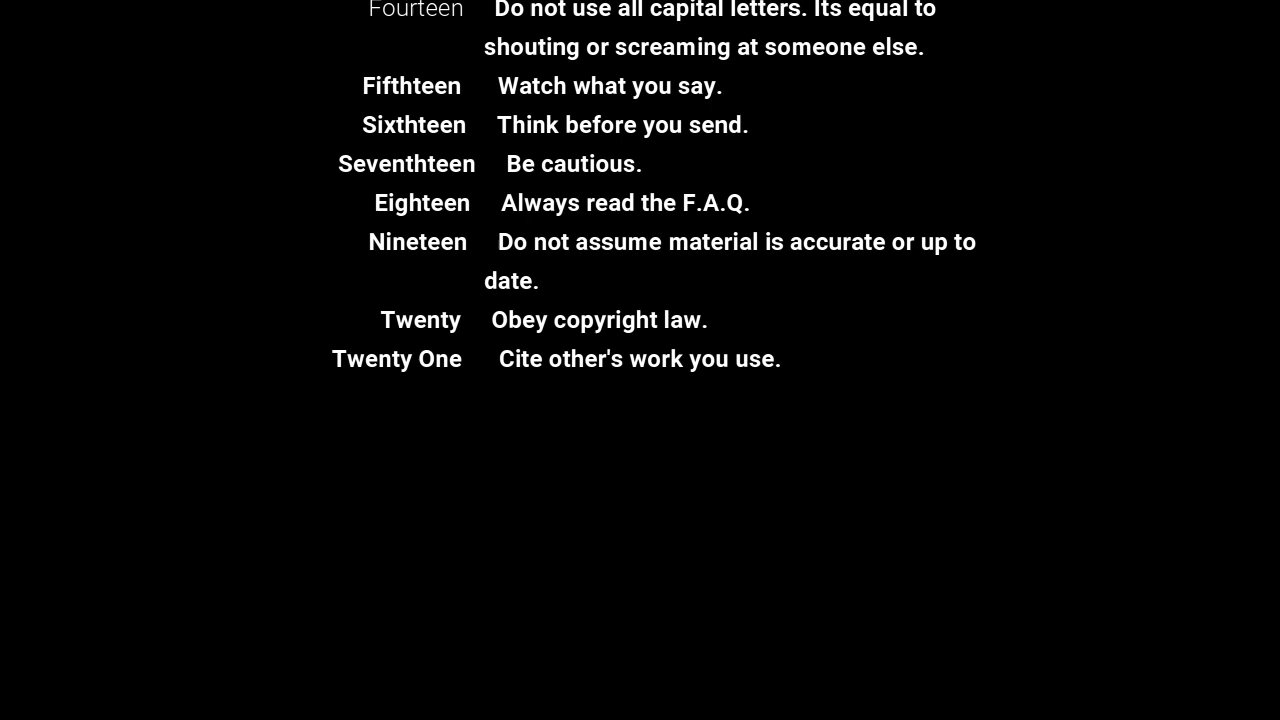 Fourteen Do not use all capital letters. Its equal to
shouting or screaming at someone else.
Fifthteen Watch what you say.
Sixthteen Think before you send.
Seventhteen Be cautious.
Eighteen Always read the F.A.Q.
Nineteen Do not assume material is accurate or up to
date.
Twenty Obey copyright law.
Twenty One Cite other's work you use.